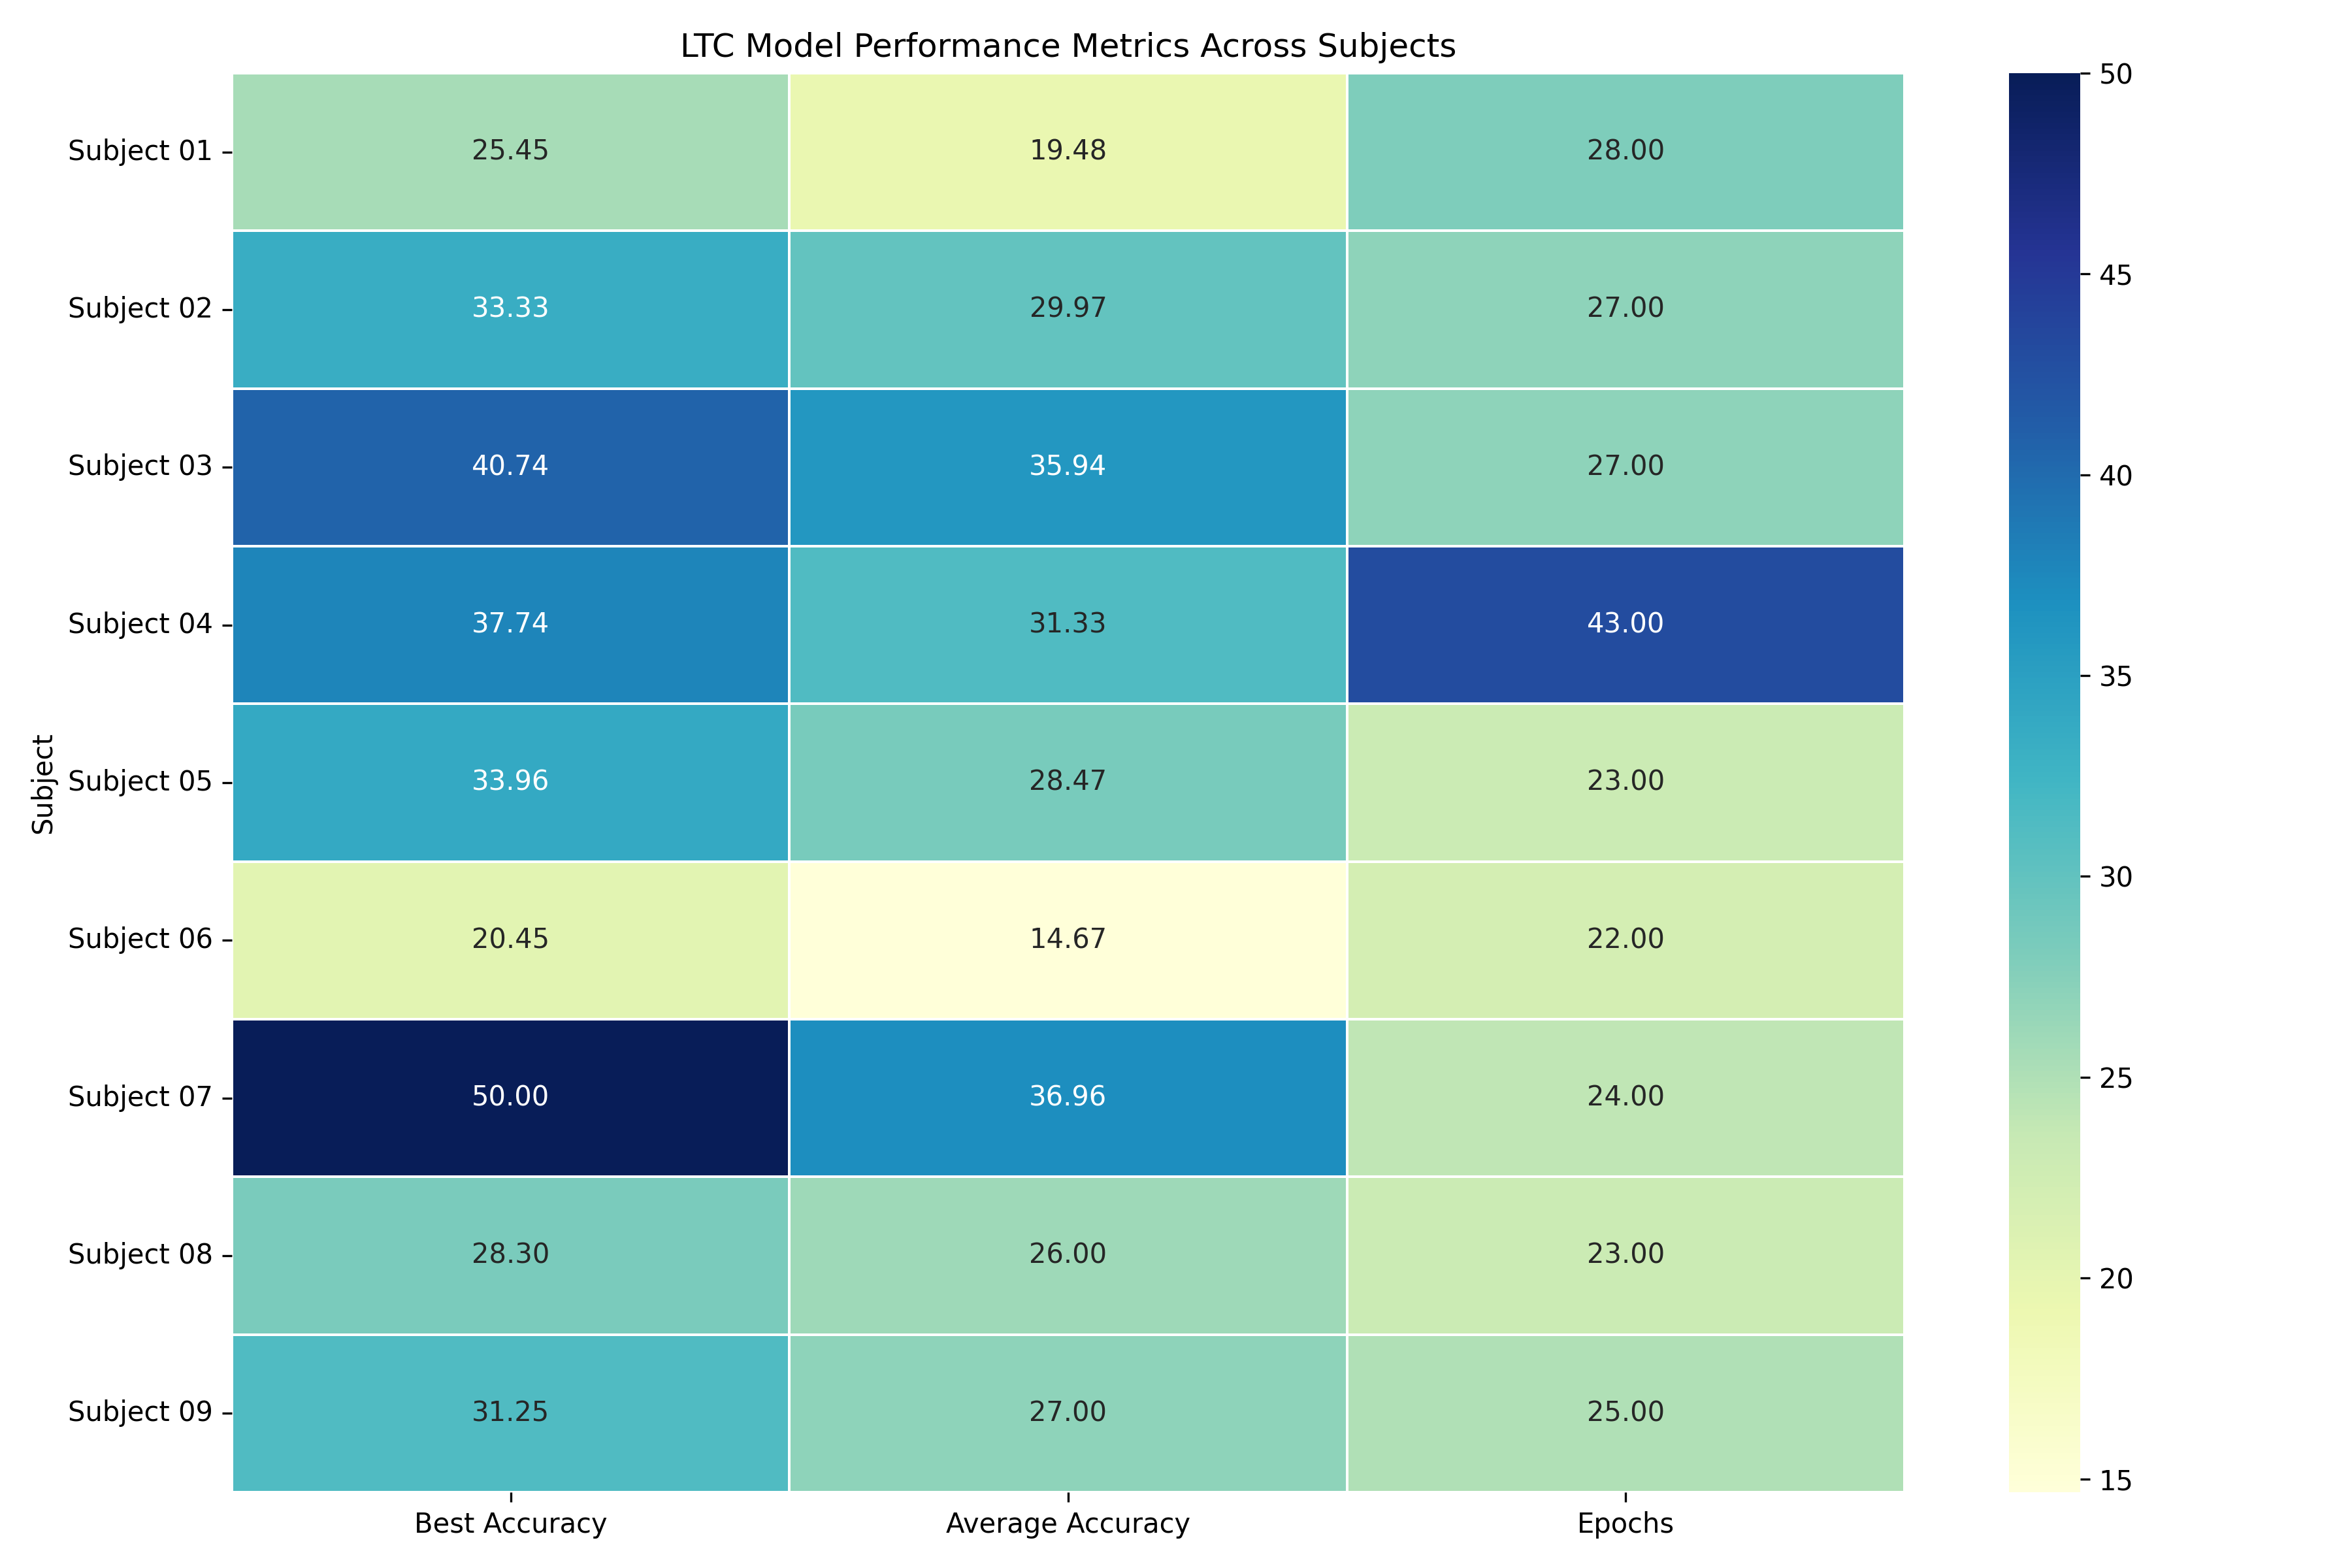 LTC Model Performance Metrics Across Subjects
Subject
Subject 01 25.45 19.48 28.00
Subject 02 33.33 29.97 27.00
Subject 03 40.74 35.94 27.00
Subject 04 37.74 31.33 43.00
Subject 05 33.96 28.47 23.00
Subject 06 20.45 14.67 22.00
Subject 07 50.00 36.96 24.00
Subject 08 28.30 26.00 23.00
Subject 09 31.25 27.00 25.00
Best Accuracy Average Accuracy Epochs
50
45
40
35
30
25
20
15